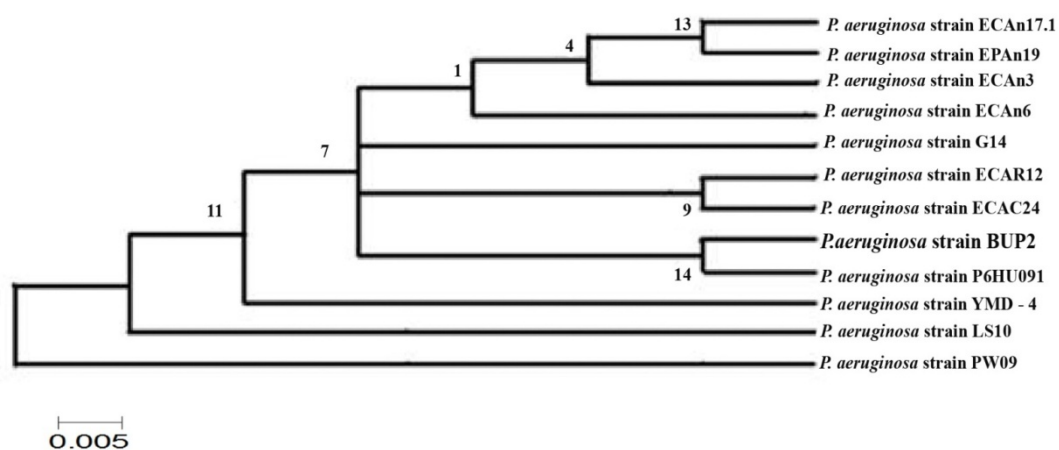 13
P. aeruginosa strain ECAn17.1
4
P. aeruginosa strain EPAn19
1
P. aeruginosa strain ECAn3
P. aeruginosa strain ECAn6
7
P. aeruginosa strain G14
P. aeruginosa strain ECAR12
11
9
P. aeruginosa strain ECAC24
P.aeruginosa strain BUP2
14
P. aeruginosa strain P6HU091
P. aeruginosa strain YMD - 4
P. aeruginosa strain LS10
P. aeruginosa strain PW09
0.005